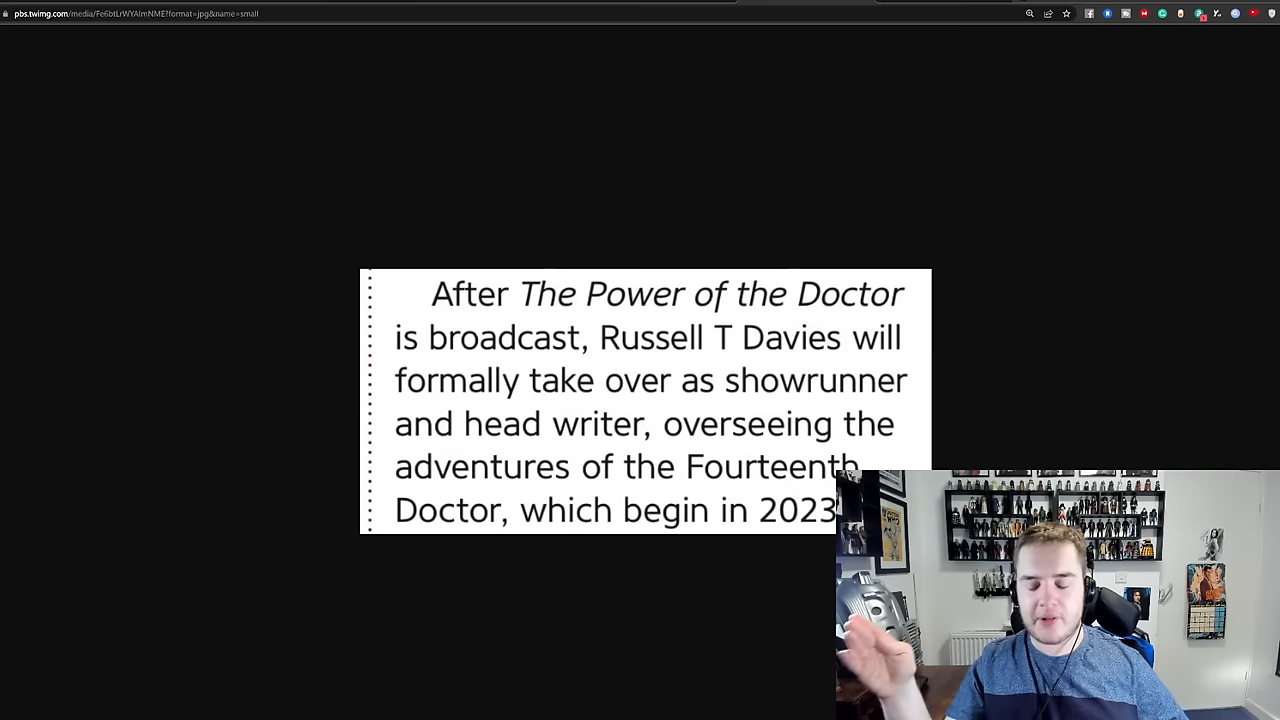 pbs.twimg.com/media/Fe6btLrWYAImNME?format=jpg&name=small
After The Power of the Doctor
is broadcast, Russell T Davies will
formally take over as showrunner
and head writer, overseeing the
adventures of the Fourteenth
Doctor, which begin in 2023